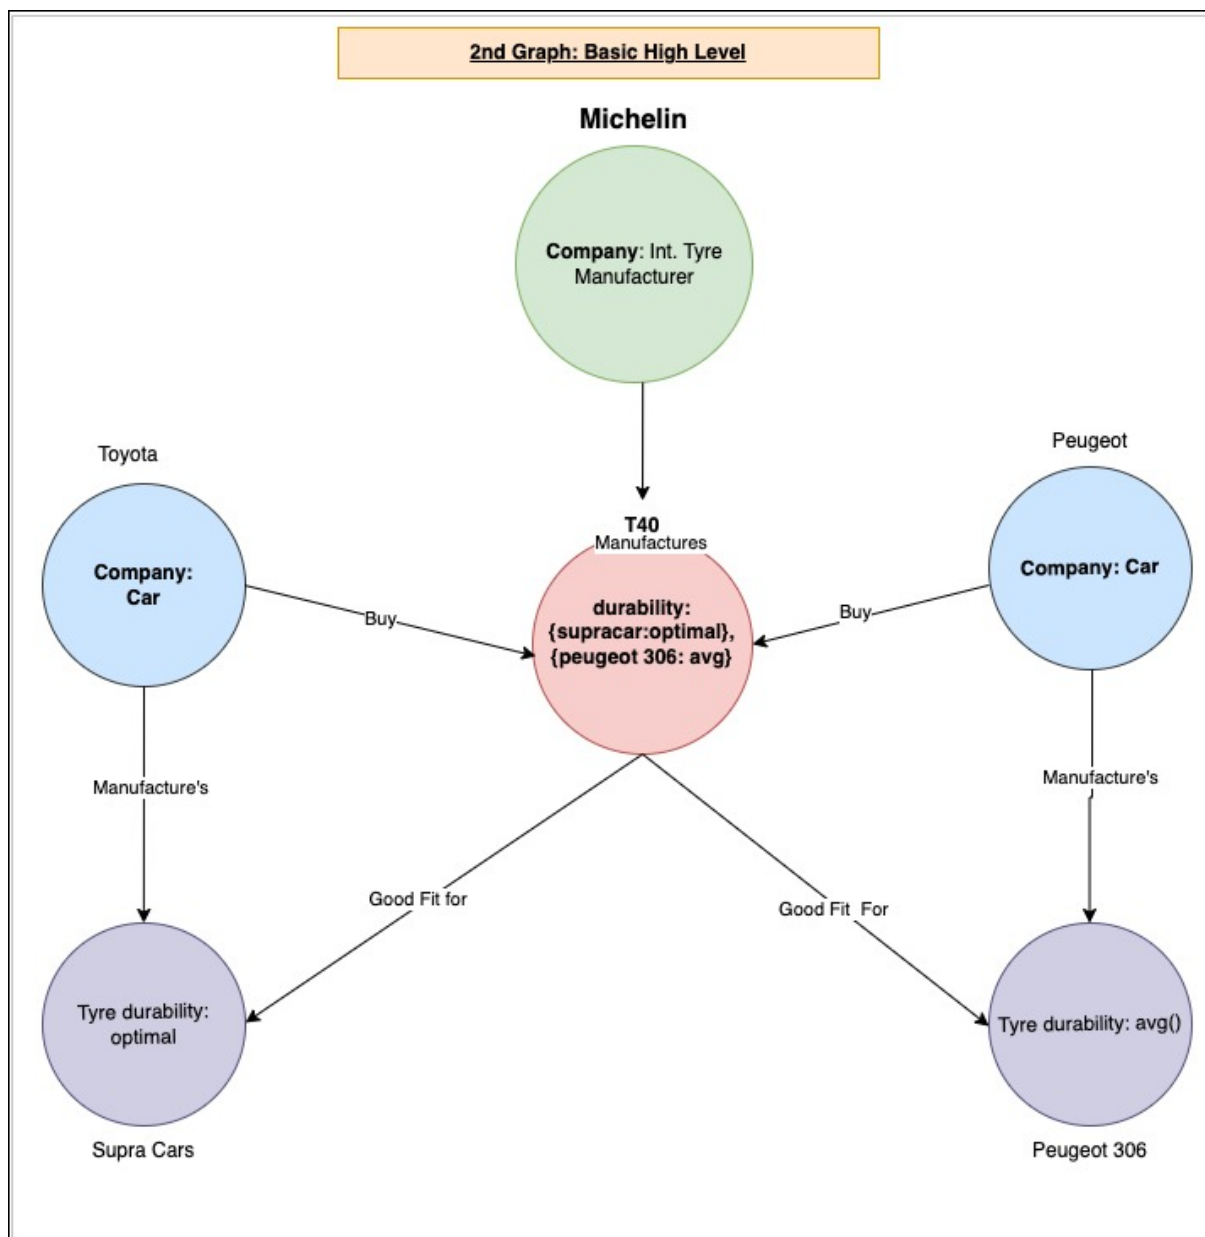 2nd Graph: Basic High Level
Michelin
Company: Int. Tyre
Manufacturer
Toyota
Peugeot
T40
Manufactures
Company:
Car
Company: Car
durability:
{supracar:optimal},
{peugeot 306: avg}
Buy
Buy
Manufacture's
Manufacture's
Good Fit for
Good Fit  For
Tyre durability:
optimal
Tyre durability: avg()
Supra Cars
Peugeot 306